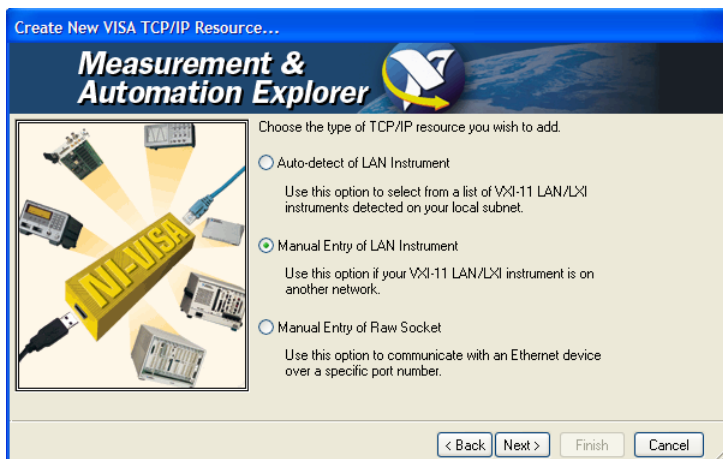 Create New VISA TCP/IP Resource...
Measurement &
Automation Explorer
Choose the type of TCP/IP resource you wish to add.
Auto-detect of LAN Instrument
Use this option to select from a list of VXI-11 LAN/LXI
instruments detected on your local subnet.
Manual Entry of LAN Instrument
Use this option if your VXI-11 LAN/LXI instrument is on
another network.
Manual Entry of Raw Socket
Use this option to communicate with an Ethernet device
over a specific port number.
NI-VISA
< Back Next > Finish Cancel